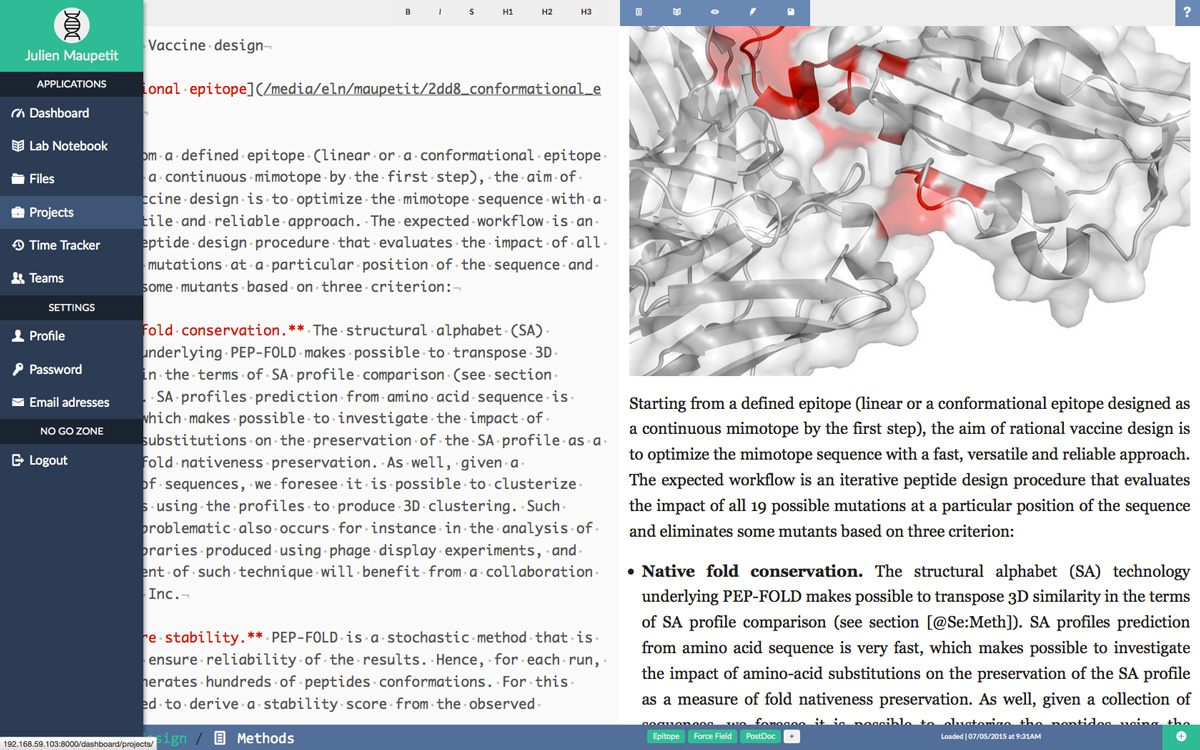 Julien Maupetit
APPLICATIONS
Dashboard
Lab Notebook
Files
Projects
Time Tracker
Teams
SETTINGS
Profile
Password
Email adresses
NO GO ZONE
Logout
192.168.59.103:8000/dashboard/projects/
B I S H1 H2 H3
Vaccine·design¬
ional·epitope](/media/eln/maupetit/2dd8_conformational_e
¬
om·a·defined·epitope·(linear·or·a·conformational·epitope·
·a·continuous·mimotope·by·the·first·step),·the·aim·of·
ccine·design·is·to·optimize·the·mimotope·sequence·with·a·
tile·and·reliable·approach.·The·expected·workflow·is·an·
eptide·design·procedure·that·evaluates·the·impact·of·all·
·mutations·at·a·particular·position·of·the·sequence·and·
some·mutants·based·on·three·criterion:¬
fold·conservation.**·The·structural·alphabet·(SA)·
underlying·PEP-FOLD·makes·possible·to·transpose·3D·
in·the·terms·of·SA·profile·comparison·(see·section·
.·SA·profiles·prediction·from·amino·acid·sequence·is·
which·makes·possible·to·investigate·the·impact·of·
substitutions·on·the·preservation·of·the·SA·profile·as·a·
fold·nativeness·preservation.·As·well,·given·a·
of·sequences,·we·foresee·it·is·possible·to·clusterize·
s·using·the·profiles·to·produce·3D·clustering.·Such·
problematic·also·occurs·for·instance·in·the·analysis·of·
braries·produced·using·phage·display·experiments,·and·
ent·of·such·technique·will·benefit·from·a·collaboration·
·Inc.¬
re·stability.**·PEP-FOLD·is·a·stochastic·method·that·is·
·ensure·reliability·of·the·results.·Hence,·for·each·run,·
nerates·hundreds·of·peptides·conformations.·For·this·
ed·to·derive·a·stability·score·from·the·observed·
sign / Methods
?
Starting from a defined epitope (linear or a conformational epitope designed as
a continuous mimotope by the first step), the aim of rational vaccine design is
to optimize the mimotope sequence with a fast, versatile and reliable approach.
The expected workflow is an iterative peptide design procedure that evaluates
the impact of all 19 possible mutations at a particular position of the sequence
and eliminates some mutants based on three criterion:
• Native fold conservation. The structural alphabet (SA) technology
underlying PEP-FOLD makes possible to transpose 3D similarity in the terms
of SA profile comparison (see section [@Se:Meth]). SA profiles prediction
from amino acid sequence is very fast, which makes possible to investigate
the impact of amino-acid substitutions on the preservation of the SA profile
as a measure of fold nativeness preservation. As well, given a collection of
sequences, we foresee it is possible to clusterize the peptides using the
Epitope Force Field PostDoc +
Loaded | 07/05/2015 at 9:31AM